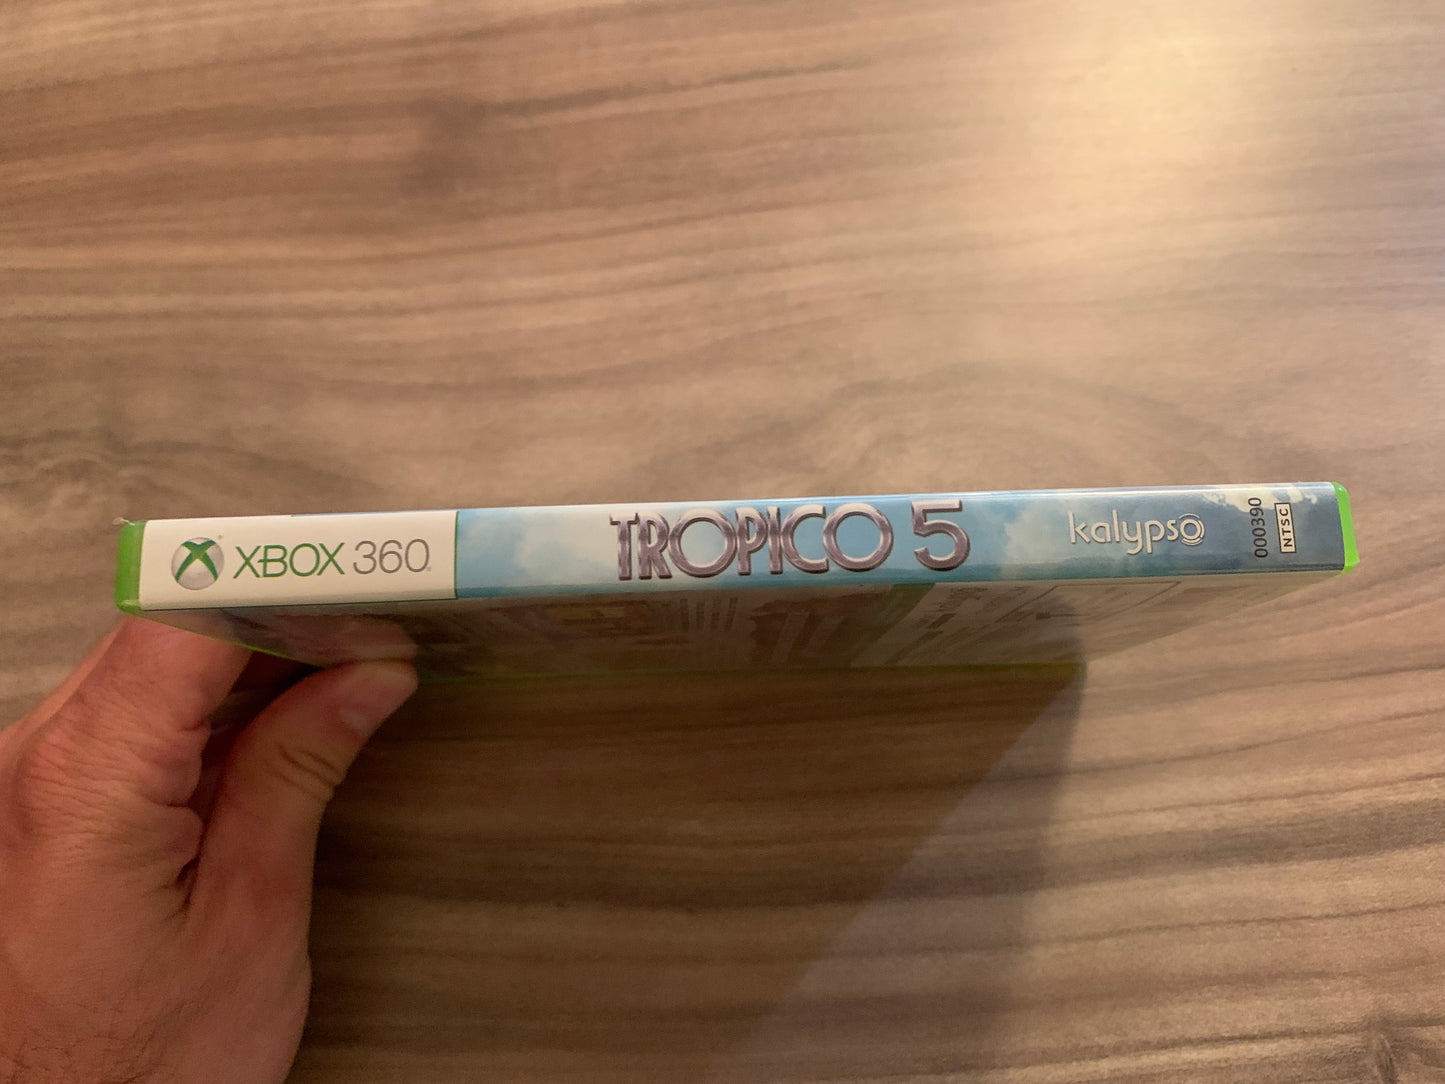 XBOX 360
TROPICO 5
kalypso
000390
NTSC